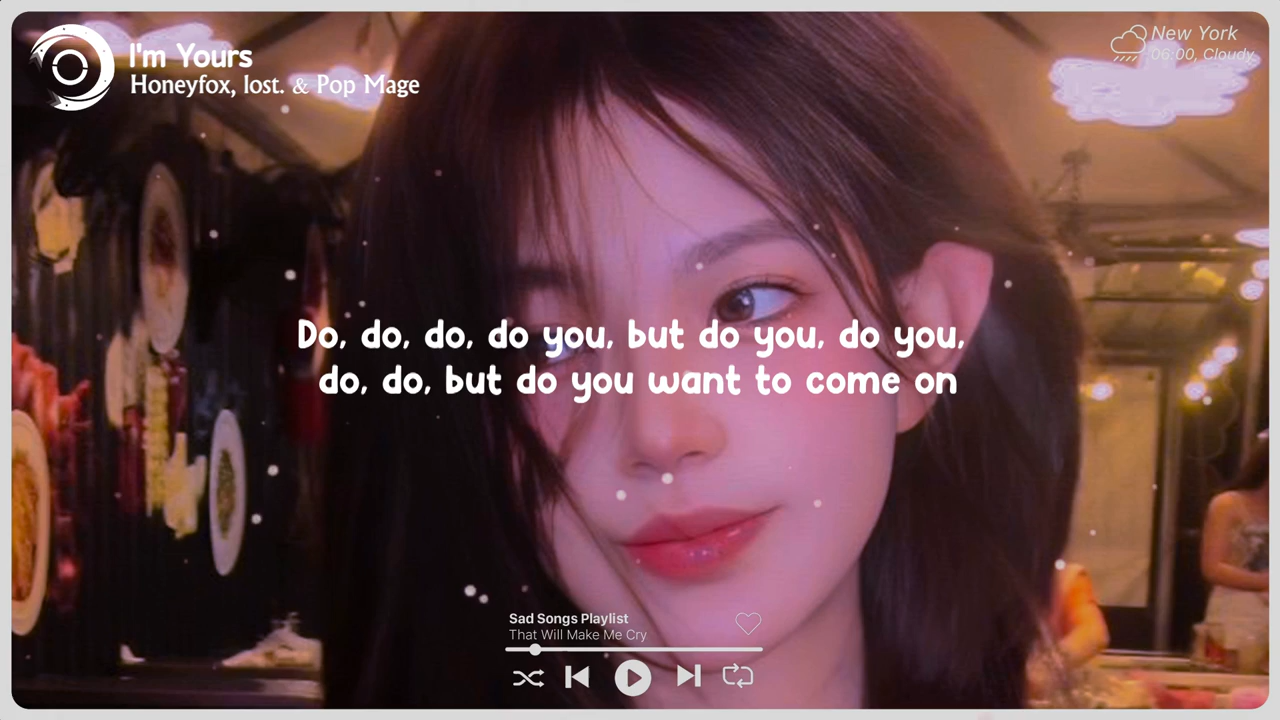 I'm Yours
Honeyfox, lost. & Pop Mage
New York
06:00, Cloudy
Do, do, do, do you, but do you, do you,
do, do, but do you want to come on
Sad Songs Playlist
That Will Make Me Cry